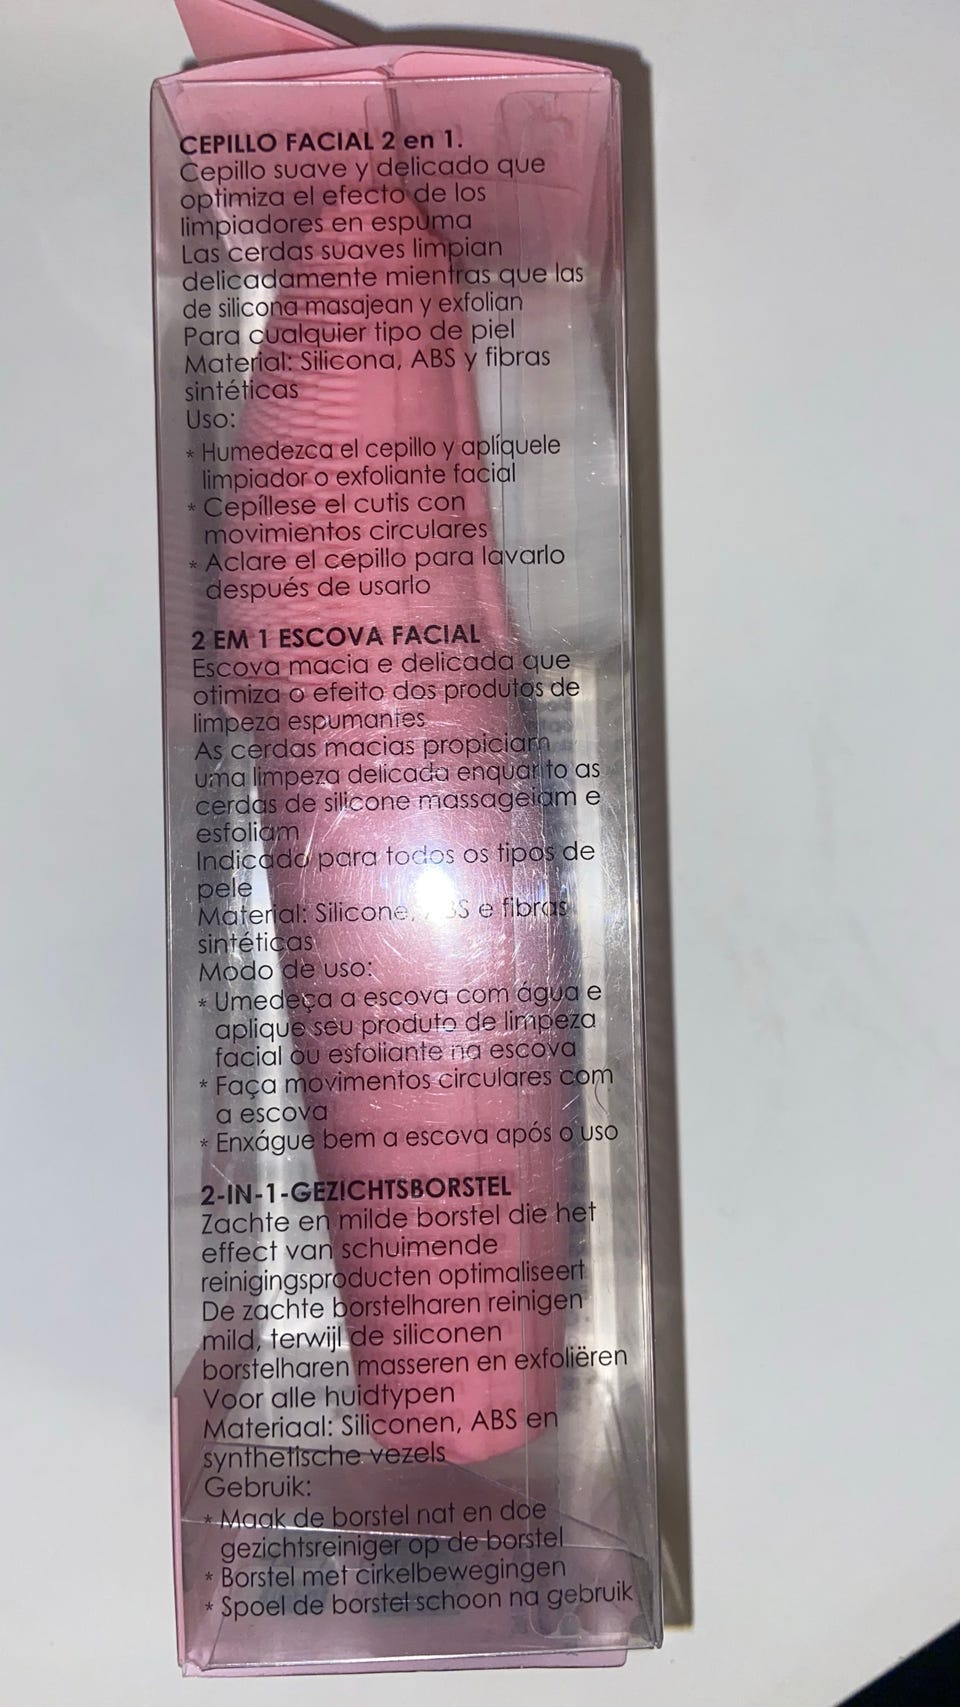 CEPILLO FACIAL 2 en 1.
Cepillo suave y delicado que
optimiza el efecto de los
limpiadores en espuma
Las cerdas suaves limpian
delicadamente mientras que las
de silicona masajean y exfolian
Para cualquier tipo de piel
Material: Silicona, ABS y fibras
sintéticas
Uso:
* Humedezca el cepillo y aplíquele
limpiador o exfoliante facial
* Cepíllese el cutis con
movimientos circulares
* Aclare el cepillo para lavarlo
después de usarlo
2 EM 1 ESCOVA FACIAL
Escova macia e delicada que
otimiza o efeito dos produtos de
limpeza espumantes
As cerdas macias propiciam
uma limpeza delicada enquanto as
cerdas de silicone massageiam e
esfoliam
Indicado para todos os tipos de
pele
Material: Silicone, ABS e fibras
sintéticas
Modo de uso:
* Umedeça a escova com água e
aplique seu produto de limpeza
facial ou esfoliante na escova
* Faça movimentos circulares com
a escova
* Enxágue bem a escova após o uso
2-IN-1-GEZICHTSBORSTEL
Zachte en milde borstel die het
effect van schuimende
reinigingsproducten optimaliseert
De zachte borstelharen reinigen
mild, terwijl de siliconen
borstelharen masseren en exfoliëren
Voor alle huidtypen
Materiaal: Siliconen, ABS en
synthetische vezels
Gebruik:
* Maak de borstel nat en doe
gezichtsreiniger op de borstel
* Borstel met cirkelbewegingen
* Spoel de borstel schoon na gebruik